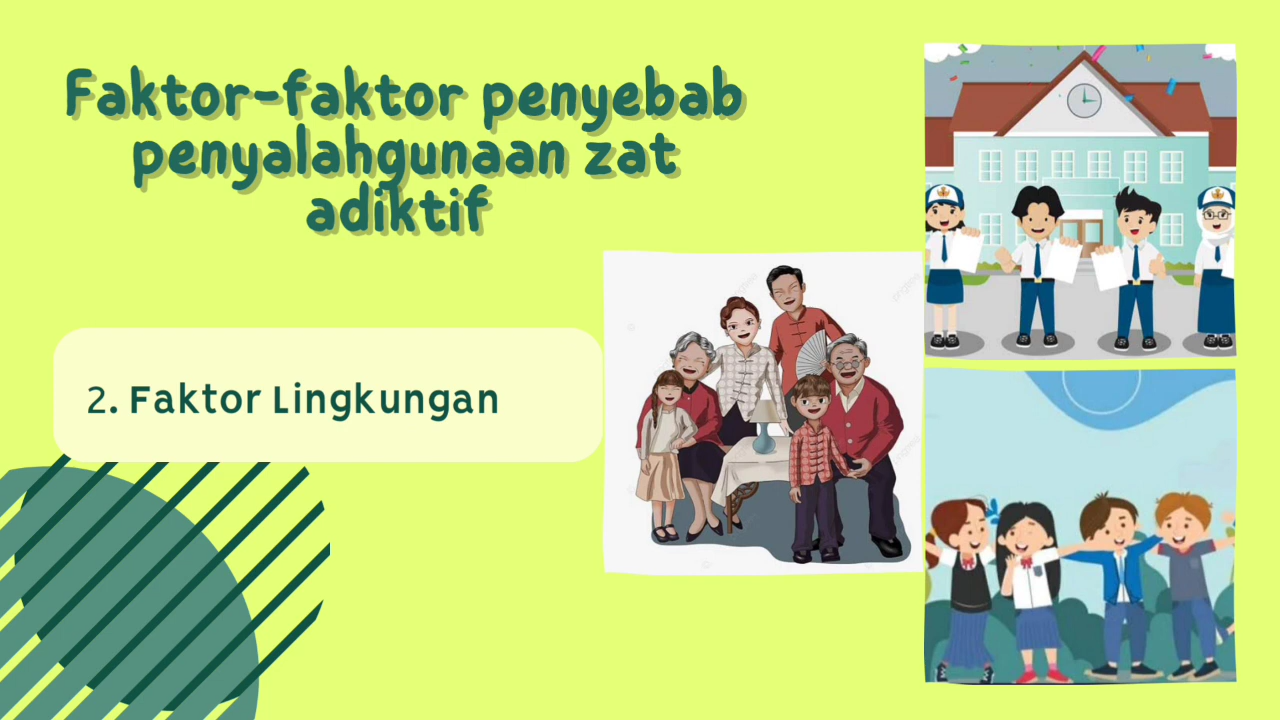 Faktor-faktor penyebab
penyalahgunaan zat
adiktif
2. Faktor Lingkungan